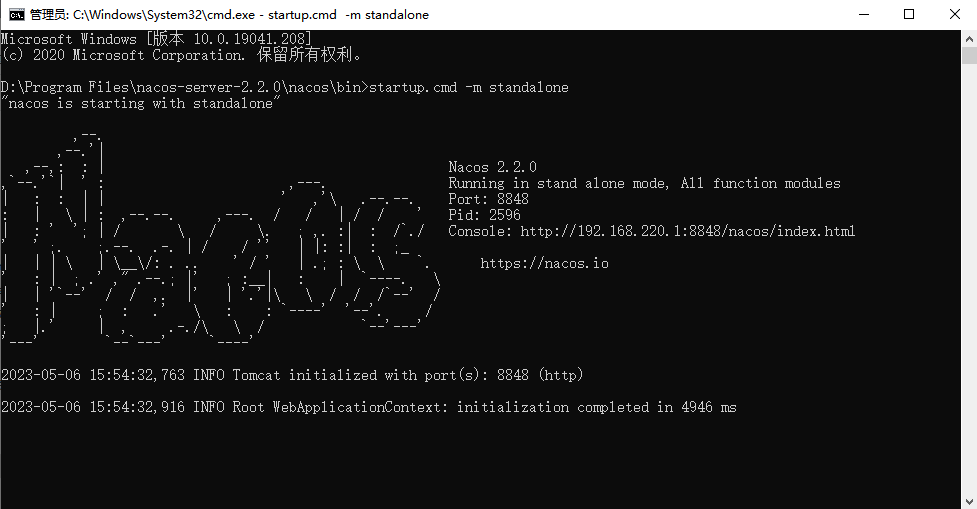 管理员: C:\Windows\System32\cmd.exe - startup.cmd  -m standalone
Microsoft Windows [版本 10.0.19041.208]
(c) 2020 Microsoft Corporation. 保留所有权利。
D:\Program Files\nacos-server-2.2.0\nacos\bin>startup.cmd -m standalone
"nacos is starting with standalone"
Nacos 2.2.0
Running in stand alone mode, All function modules
Port: 8848
Pid: 2596
Console: http://192.168.220.1:8848/nacos/index.html
https://nacos.io
2023-05-06 15:54:32,763 INFO Tomcat initialized with port(s): 8848 (http)
2023-05-06 15:54:32,916 INFO Root WebApplicationContext: initialization completed in 4946 ms